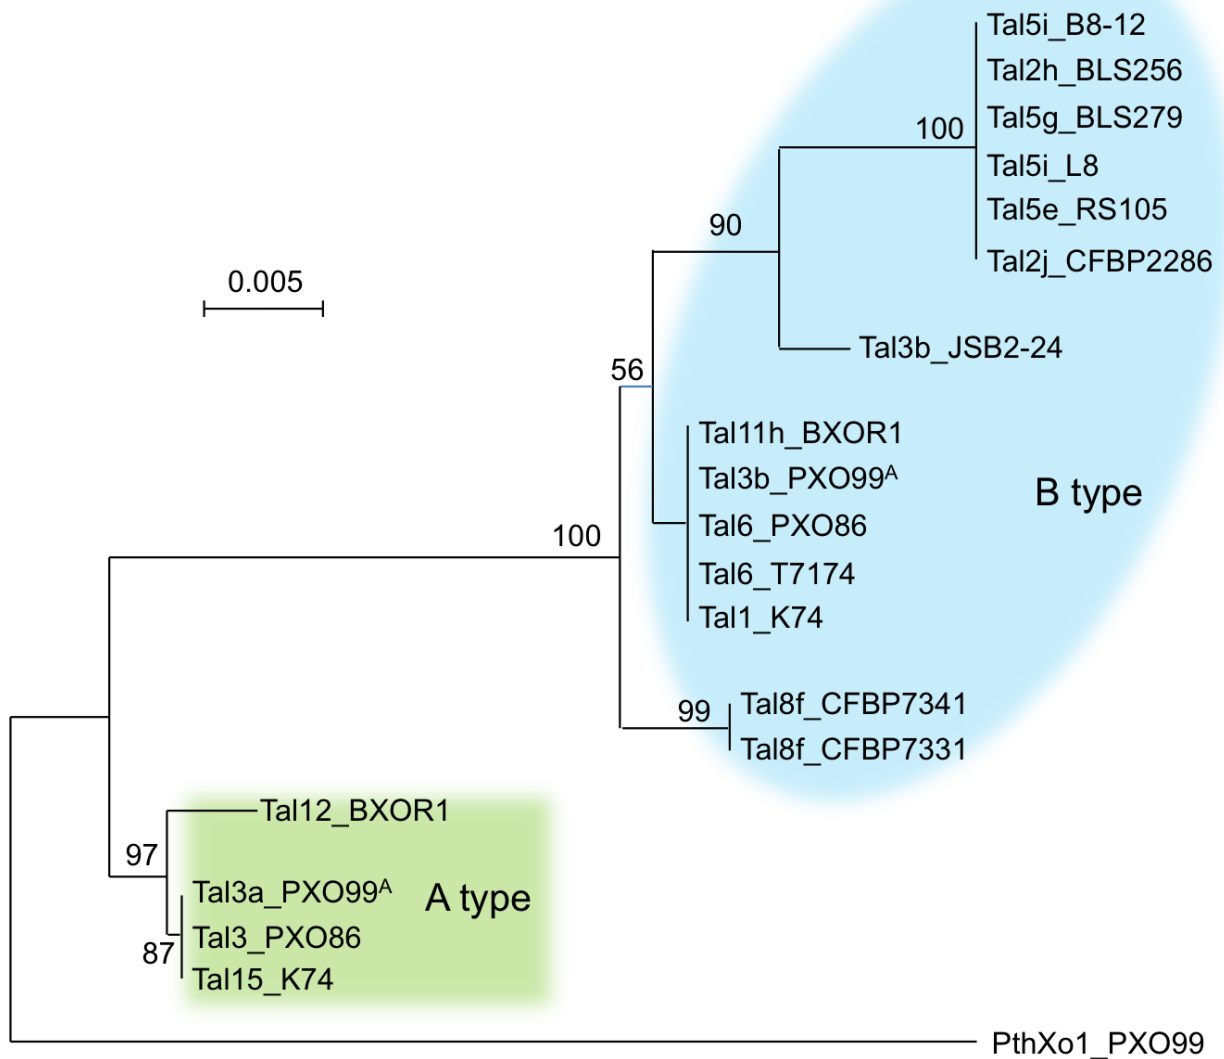 Tal5i_B8-12
Tal2h_BLS256
Tal5g_BLS279
100
Tal5i_L8
Tal5e_RS105
90
Tal2j_CFBP2286
0.005
Tal3b_JSB2-24
56
Tal11h_BXOR1
Tal3b_PXO99ᴬ
B type
Tal6_PXO86
100
Tal6_T7174
Tal1_K74
99
Tal8f_CFBP7341
Tal8f_CFBP7331
Tal12_BXOR1
97
Tal3a_PXO99ᴬ
A type
Tal3_PXO86
87
Tal15_K74
PthXo1_PXO99